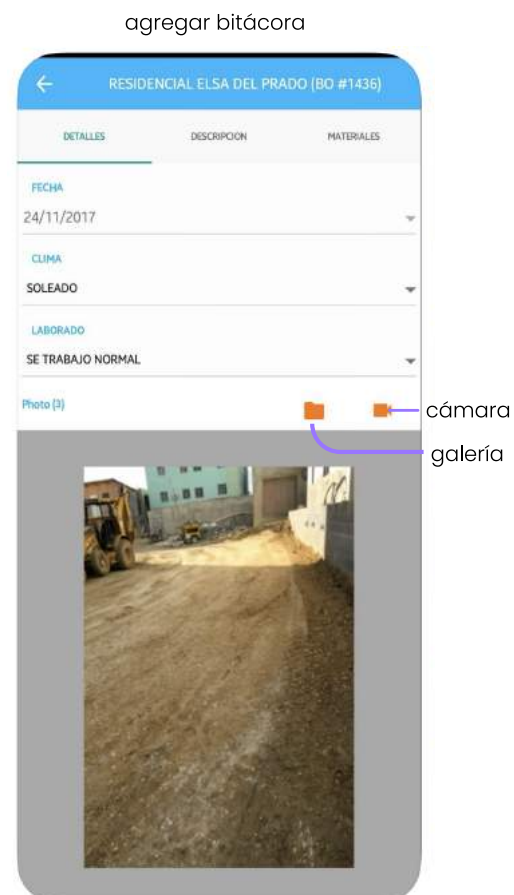 agregar bitácora
RESIDENCIAL ELSA DEL PRADO (BO #1436)
DETALLES DESCRIPCION MATERIALES
FECHA
24/11/2017
CLIMA
SOLEADO
LABORADO
SE TRABAJO NORMAL
Photo (3)
cámara
galería